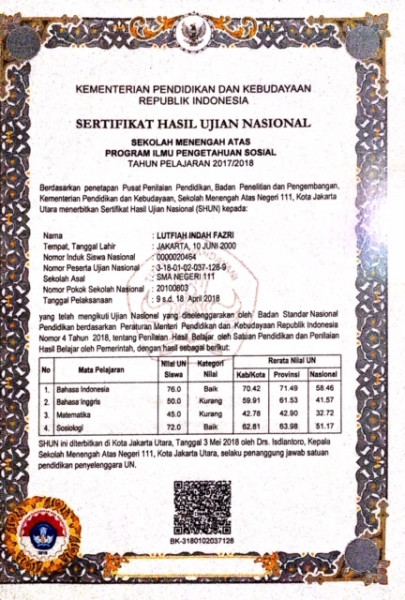 KEMENTERIAN PENDIDIKAN DAN KEBUDAYAAN
REPUBLIK INDONESIA
SERTIFIKAT HASIL UJIAN NASIONAL
SEKOLAH MENENGAH ATAS
PROGRAM ILMU PENGETAHUAN SOSIAL
TAHUN PELAJARAN 2017/2018
Berdasarkan penetapan Pusat Penilaian Pendidikan, Badan Penelitian dan Pengembangan,
Kementerian Pendidikan dan Kebudayaan, Sekolah Menengah Atas Negeri 111, Kota Jakarta
Utara menerbitkan Sertifikat Hasil Ujian Nasional (SHUN) kepada:
Nama : LUTFIAH INDAH FAZRI
Tempat, Tanggal Lahir : JAKARTA, 10 JUNI 2000
Nomor Induk Siswa Nasional : 0000020464
Nomor Peserta Ujian Nasional : 3-18-01-02-037-128-9
Sekolah Asal : SMA NEGERI 111
Nomor Pokok Sekolah Nasional : 20100803
Tanggal Pelaksanaan : 9 s.d. 18 April 2018
yang telah mengikuti Ujian Nasional yang diselenggarakan oleh Badan Standar Nasional
Pendidikan berdasarkan Peraturan Menteri Pendidikan dan Kebudayaan Republik Indonesia
Nomor 4 Tahun 2018, tentang Penilaian Hasil Belajar oleh Satuan Pendidikan dan Penilaian
Hasil Belajar oleh Pemerintah, dengan hasil sebagai berikut:
No Mata Pelajaran Nilai UN Siswa Kategori Nilai Rerata Nilai UN
Kab/Kota Provinsi Nasional
1. Bahasa Indonesia 76.0 Baik 70.42 71.49 58.46
2. Bahasa Inggris 50.0 Kurang 59.91 61.53 41.57
3. Matematika 45.0 Kurang 42.78 42.90 32.72
4. Sosiologi 72.0 Baik 62.81 63.98 51.17
SHUN ini diterbitkan di Kota Jakarta Utara, Tanggal 3 Mei 2018 oleh Drs. Isdiantoro, Kepala
Sekolah Menengah Atas Negeri 111, Kota Jakarta Utara, selaku penanggung jawab satuan
pendidikan penyelenggara UN.
BK-3180102037128